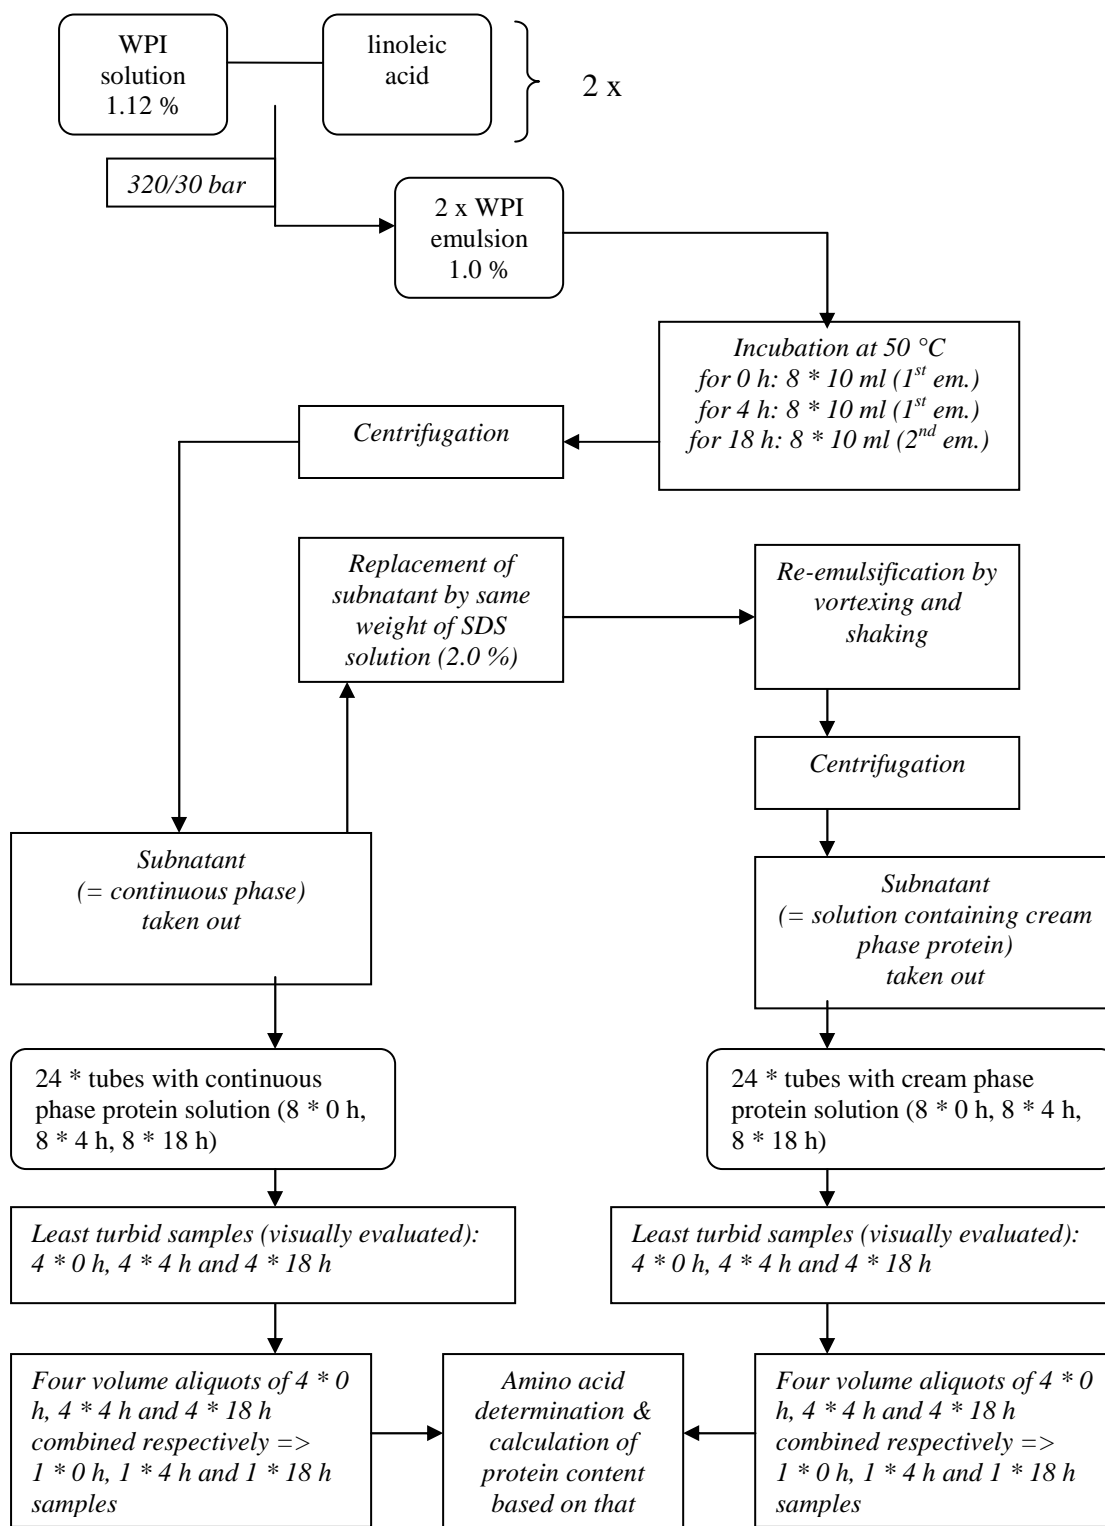 WPI
solution
1.12 %
linoleic
acid
2 x
320/30 bar
2 x WPI
emulsion
1.0 %
Incubation at 50 °C
for 0 h: 8 * 10 ml (1st em.)
for 4 h: 8 * 10 ml (1st em.)
for 18 h: 8 * 10 ml (2nd em.)
Centrifugation
Replacement of
subnatant by same
weight of SDS
solution (2.0 %)
Re-emulsification by
vortexing and
shaking
Centrifugation
Subnatant
(= continuous phase)
taken out
Subnatant
(= solution containing cream
phase protein)
taken out
24 * tubes with continuous
phase protein solution (8 * 0 h,
8 * 4 h, 8 * 18 h)
24 * tubes with cream phase
protein solution (8 * 0 h, 8 * 4 h,
8 * 18 h)
Least turbid samples (visually evaluated):
4 * 0 h, 4 * 4 h and 4 * 18 h
Least turbid samples (visually evaluated):
4 * 0 h, 4 * 4 h and 4 * 18 h
Four volume aliquots of 4 * 0
h, 4 * 4 h and 4 * 18 h
combined respectively =>
1 * 0 h, 1 * 4 h and 1 * 18 h
samples
Amino acid
determination &
calculation of
protein content
based on that
Four volume aliquots of 4 * 0
h, 4 * 4 h and 4 * 18 h
combined respectively =>
1 * 0 h, 1 * 4 h and 1 * 18 h
samples